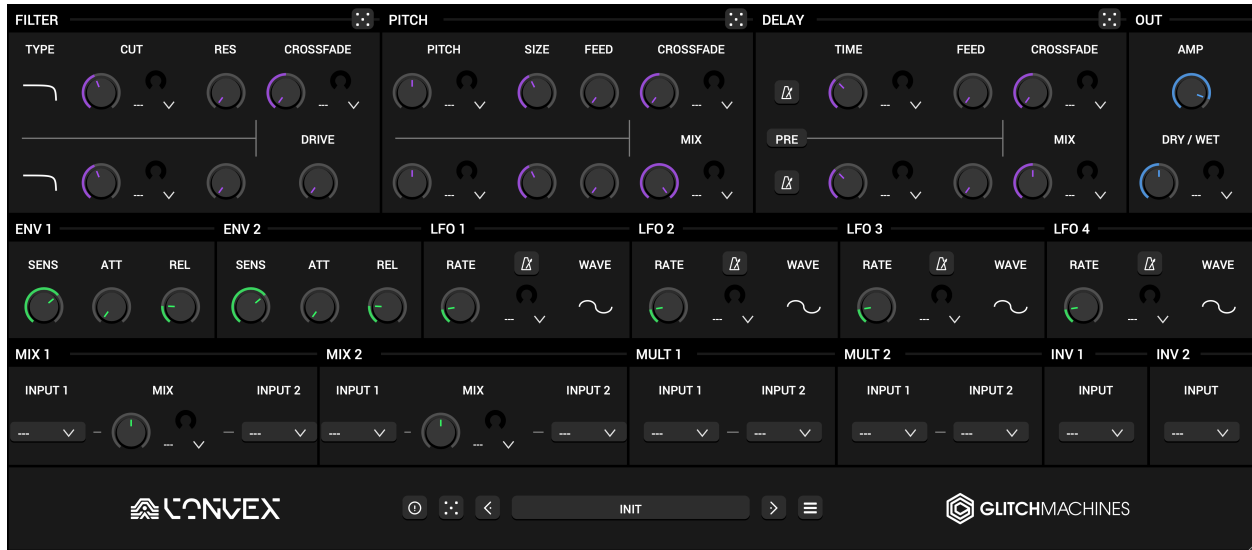 FILTER PITCH DELAY OUT
TYPE CUT RES CROSSFADE PITCH SIZE FEED CROSSFADE TIME FEED CROSSFADE AMP
--- --- --- --- --- ---
DRIVE MIX PRE MIX DRY / WET
--- --- --- --- ---
ENV 1 ENV 2 LFO 1 LFO 2 LFO 3 LFO 4
SENS ATT REL SENS ATT REL RATE WAVE RATE WAVE RATE WAVE RATE WAVE
--- --- --- ---
MIX 1 MIX 2 MULT 1 MULT 2 INV 1 INV 2
INPUT 1 MIX INPUT 2 INPUT 1 MIX INPUT 2 INPUT 1 INPUT 2 INPUT 1 INPUT 2 INPUT INPUT
--- --- --- --- --- --- --- --- --- --- --- ---
CONVEX INIT GLITCHMACHINES